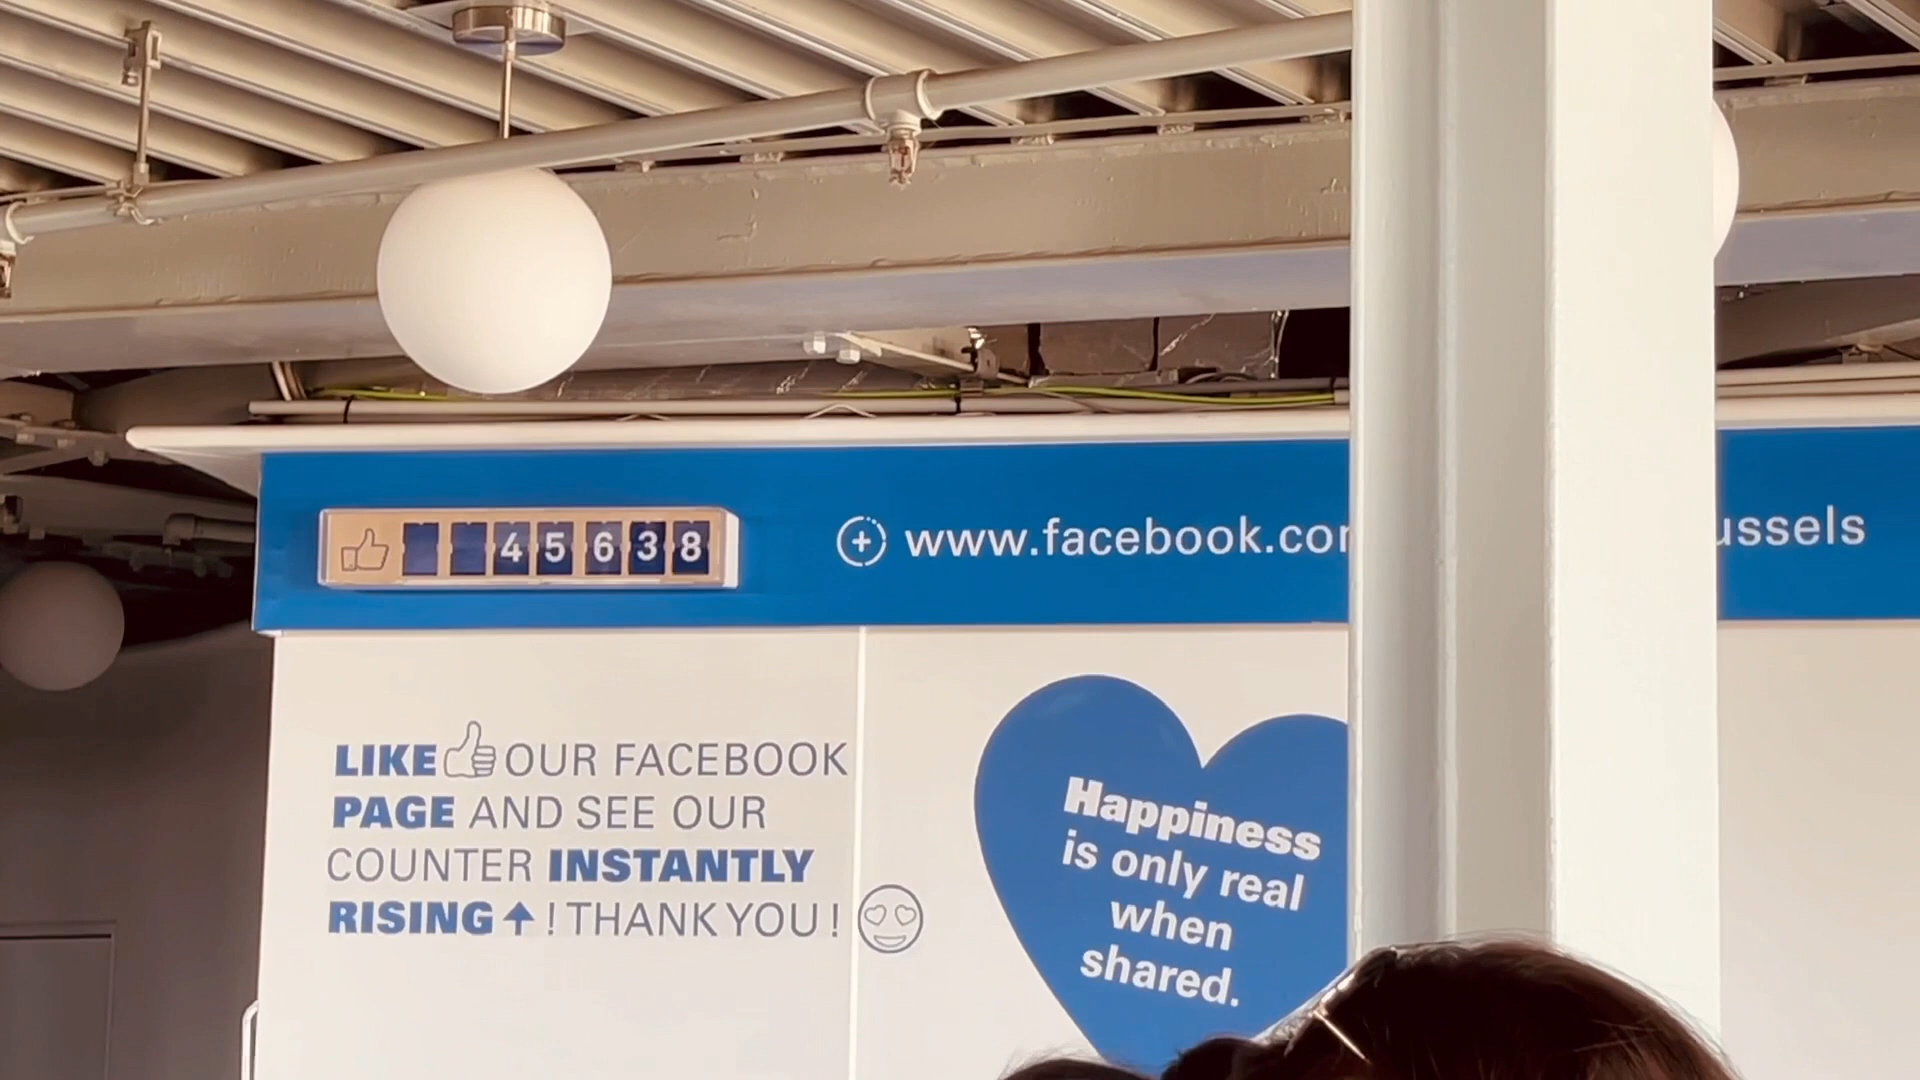 45638
www.facebook.co
ussels
LIKE OUR FACEBOOK
PAGE AND SEE OUR
COUNTER INSTANTLY
RISING ! THANK YOU !
Happiness
is only real
when
shared.